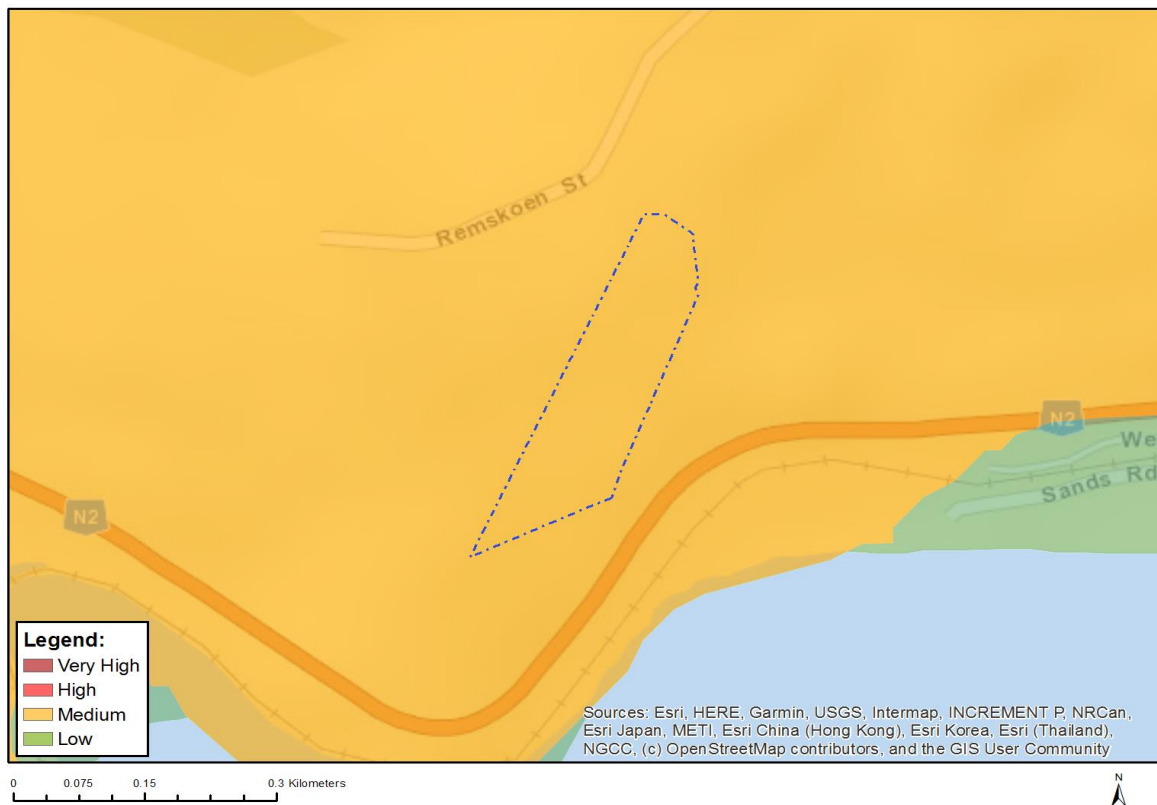 Remskoen St
N2
We
Sands Rd
N2
Legend:
Very High
High
Medium
Low
Sources: Esri, HERE, Garmin, USGS, Intermap, INCREMENT P, NRCan,
Esri Japan, METI, Esri China (Hong Kong), Esri Korea, Esri (Thailand),
NGCC, (c) OpenStreetMap contributors, and the GIS User Community
0 0.075 0.15 0.3 Kilometers
N